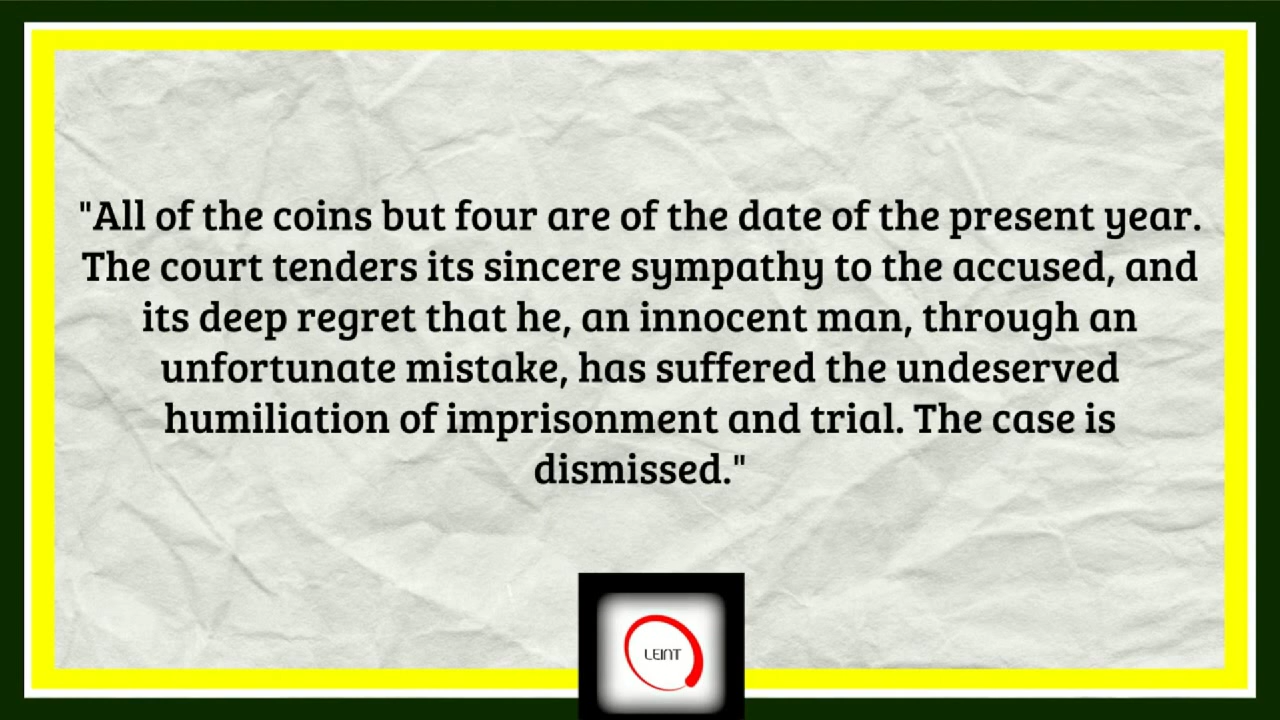 "All of the coins but four are of the date of the present year.
The court tenders its sincere sympathy to the accused, and
its deep regret that he, an innocent man, through an
unfortunate mistake, has suffered the undeserved
humiliation of imprisonment and trial. The case is
dismissed."
LEINT